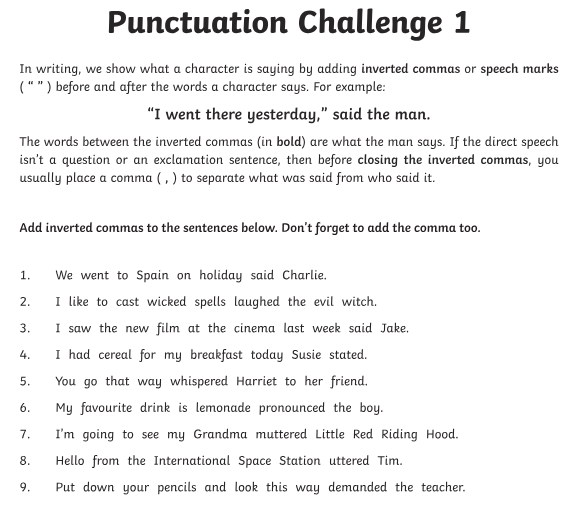 Punctuation Challenge 1
In writing, we show what a character is saying by adding inverted commas or speech marks
( “ ” ) before and after the words a character says. For example:
“I went there yesterday,” said the man.
The words between the inverted commas (in bold) are what the man says. If the direct speech
isn’t a question or an exclamation sentence, then before closing the inverted commas, you
usually place a comma ( , ) to separate what was said from who said it.
Add inverted commas to the sentences below. Don’t forget to add the comma too.
1. We went to Spain on holiday said Charlie.
2. I like to cast wicked spells laughed the evil witch.
3. I saw the new film at the cinema last week said Jake.
4. I had cereal for my breakfast today Susie stated.
5. You go that way whispered Harriet to her friend.
6. My favourite drink is lemonade pronounced the boy.
7. I’m going to see my Grandma muttered Little Red Riding Hood.
8. Hello from the International Space Station uttered Tim.
9. Put down your pencils and look this way demanded the teacher.